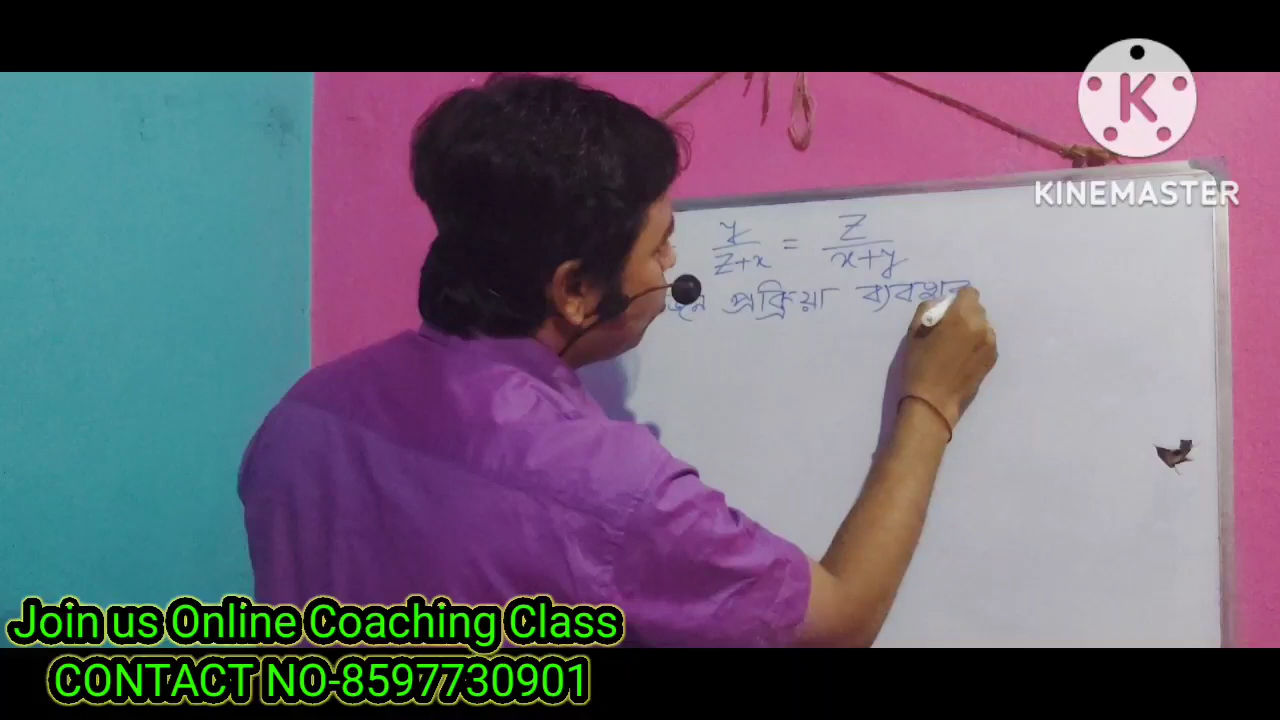 KINEMASTER
y/z+x = z/x+y
প্রক্রিয়া ব্যবহার
Join us Online Coaching Class
CONTACT NO-8597730901